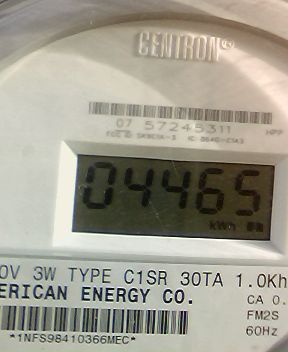 CENTRON®
07 57245311 HPP
04465
kWh
0V 3W TYPE C1SR 30TA 1.0Kh
ERICAN ENERGY CO. CA 0.
FM2S
*1NFS98410366MEC* 60Hz